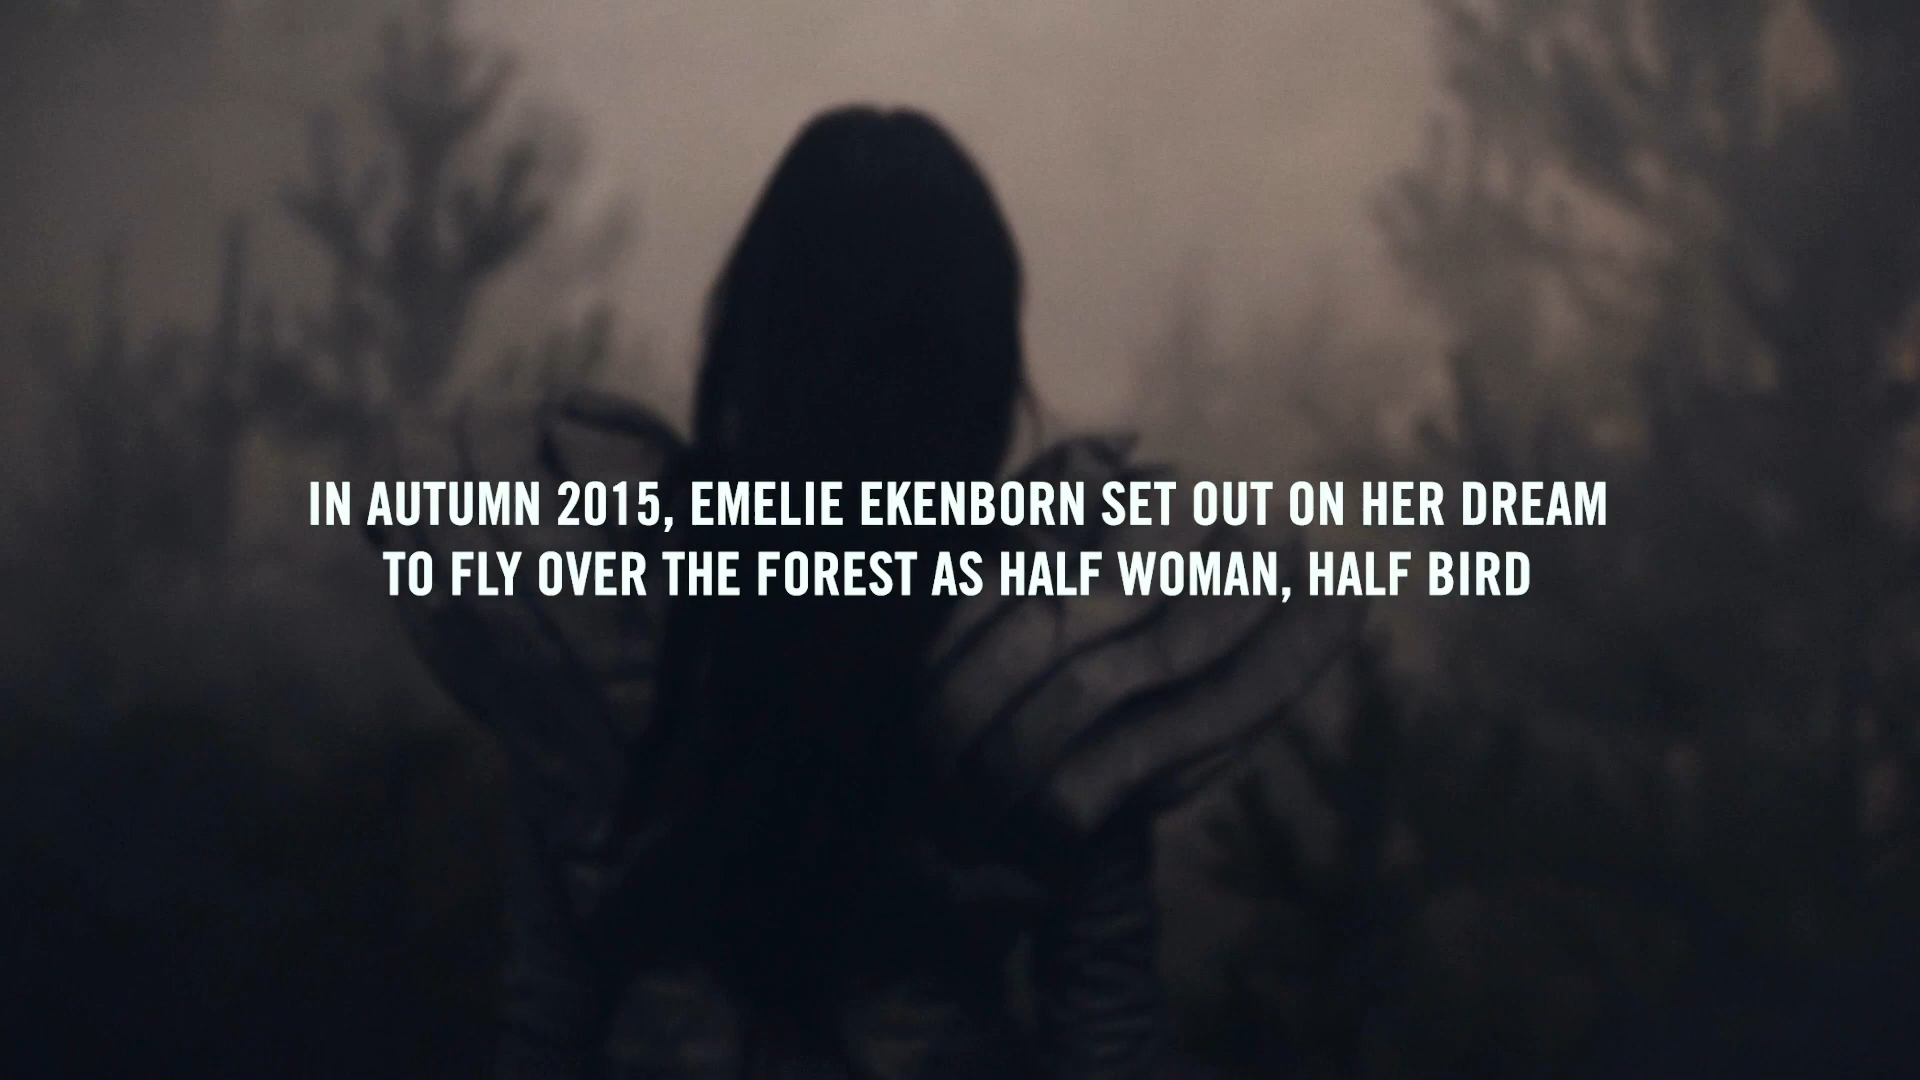 IN AUTUMN 2015, EMELIE EKENBORN SET OUT ON HER DREAM
TO FLY OVER THE FOREST AS HALF WOMAN, HALF BIRD